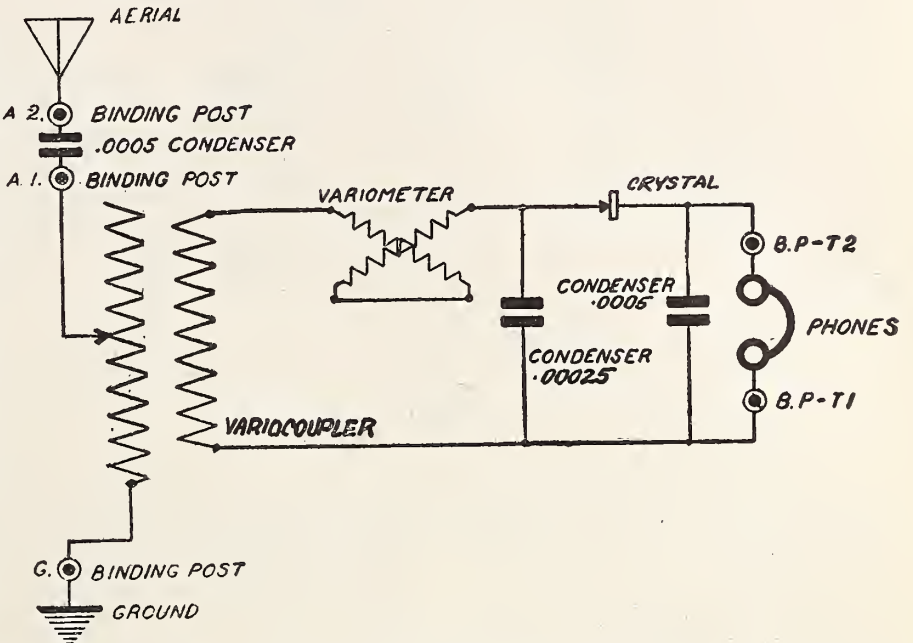 AERIAL
A 2. BINDING POST
.0005 CONDENSER
A. 1. BINDING POST
VARIOMETER
CRYSTAL
B.P-T2
CONDENSER
.0005
PHONES
CONDENSER
.00025
B.P-T1
VARIOCOUPLER
G. BINDING POST
GROUND